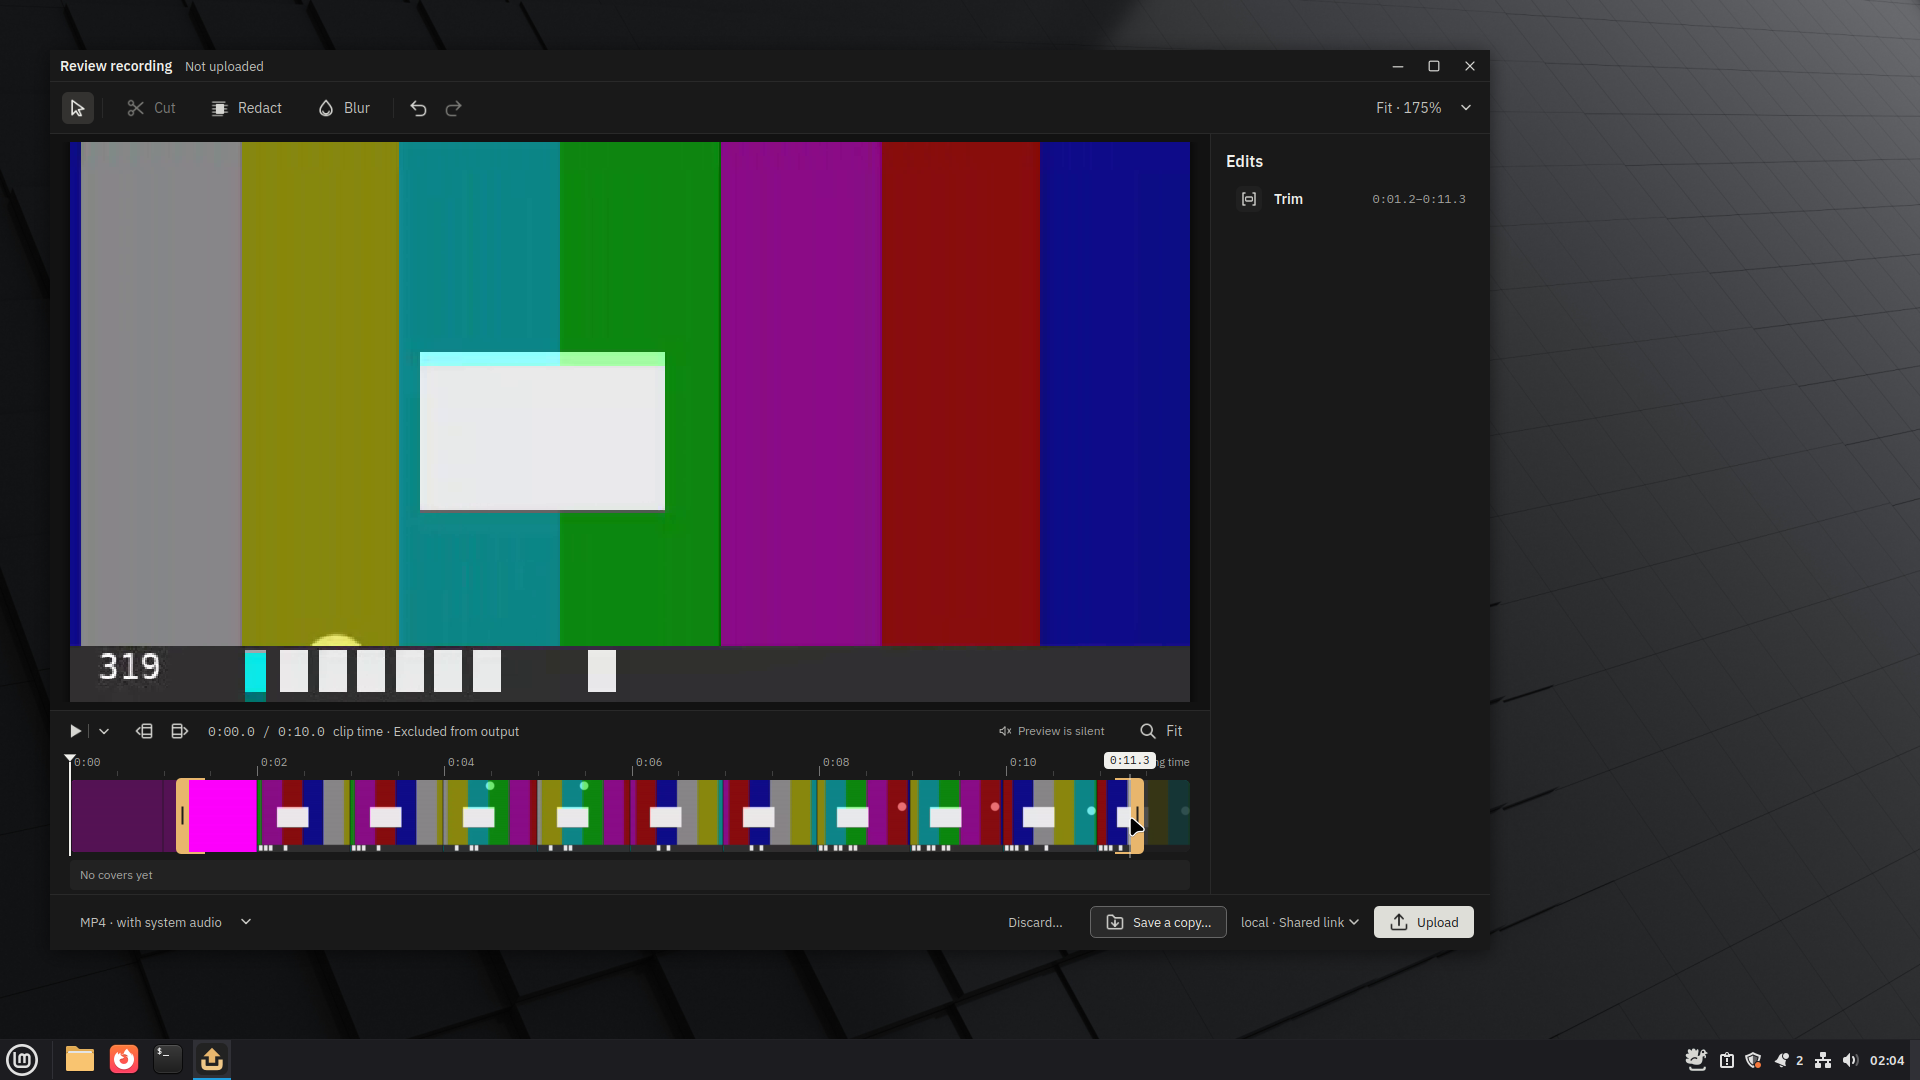 Review recording Not uploaded
Cut Redact Blur Fit · 175%
Edits
Trim 0:01.2–0:11.3
319
0:00.0 / 0:10.0 clip time · Excluded from output Preview is silent Fit
0:00 0:02 0:04 0:06 0:08 0:10 0:11.3 time
No covers yet
MP4 · with system audio Discard... Save a copy... local · Shared link Upload
$_
2 02:04